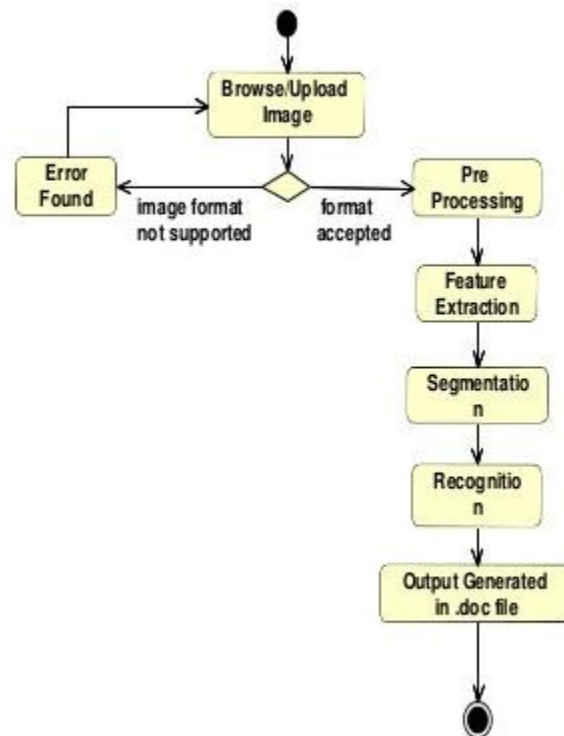 Browse/Upload
Image
Error
Found
image format
not supported
format
accepted
Pre
Processing
Feature
Extraction
Segmentatio
n
Recognitio
n
Output Generated
in .doc file